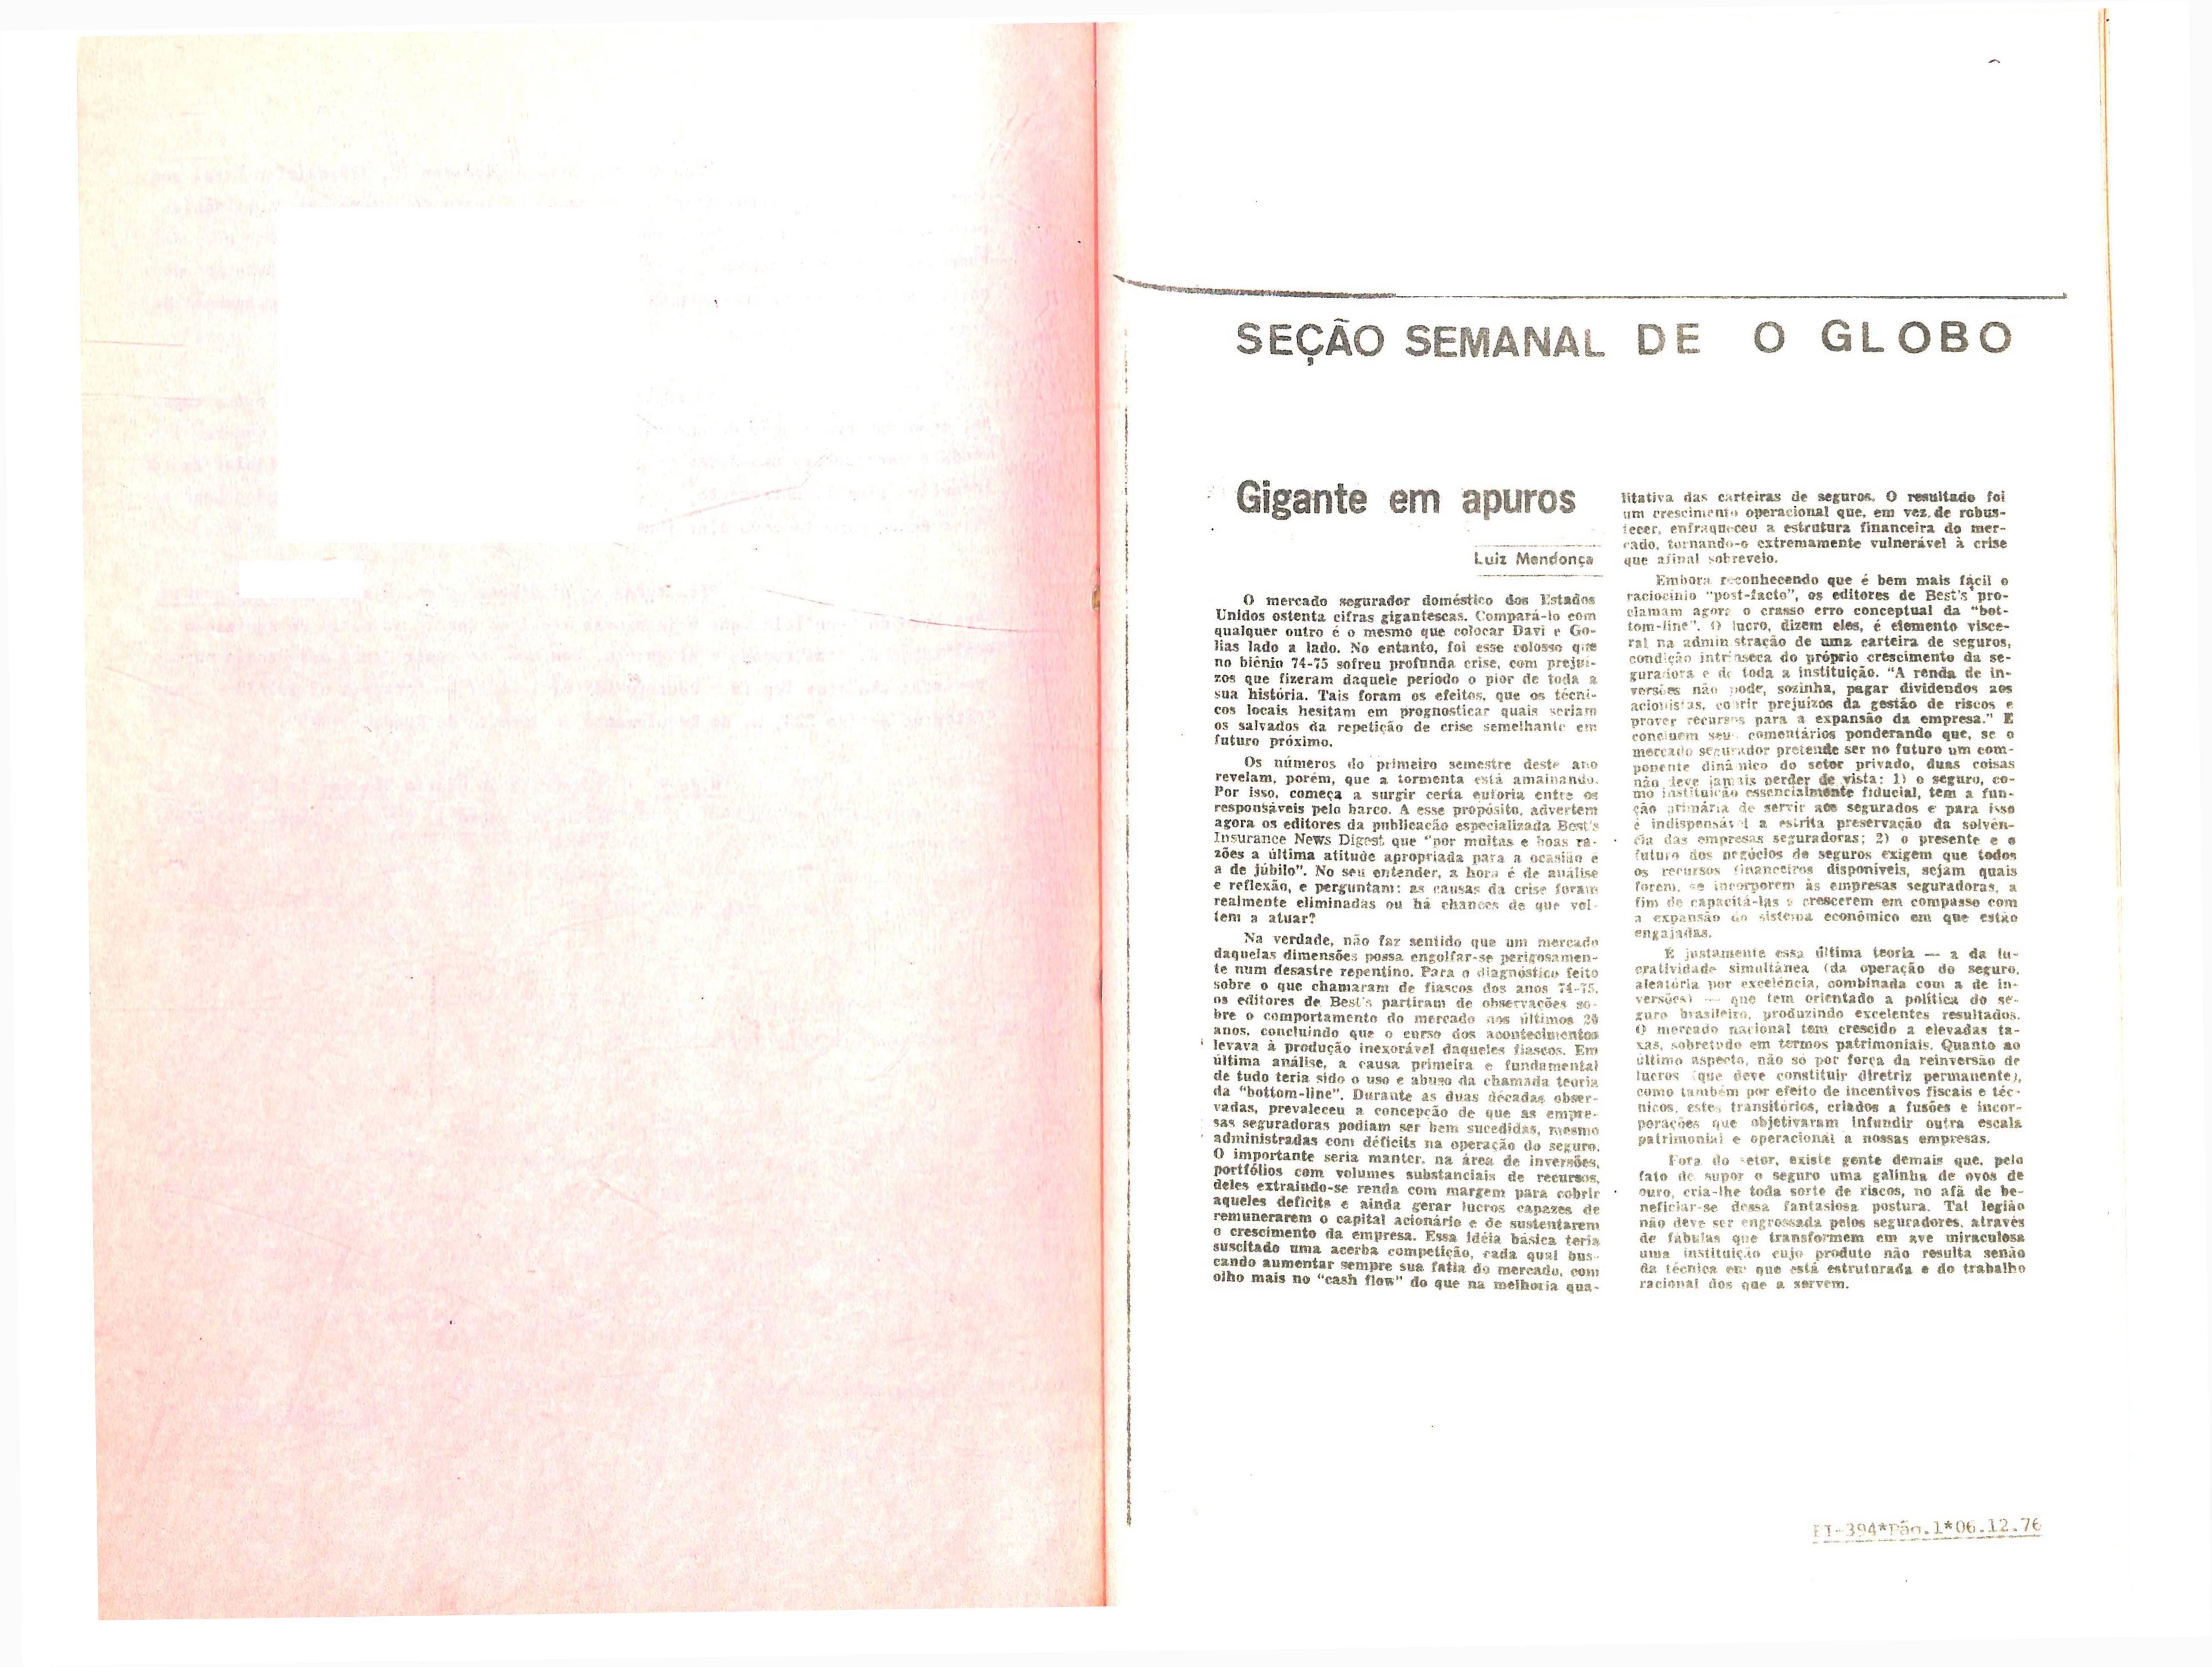 SEÇÃO SEMANAL DE O GLOBO
Gigante em apuros
Luiz Mendonça
O mercado segurador doméstico dos Estados
Unidos ostenta cifras gigantescas. Compará-lo com
qualquer outro é o mesmo que colocar Davi e Go-
lias lado a lado. No entanto, foi esse colosso que
no biênio 74-75 sofreu profunda crise, com prejuí-
zos que fizeram daquele período o pior de toda a
sua história. Tais foram os efeitos, que os técni-
cos locais hesitam em prognosticar quais seriam
os salvados da repetição de crise semelhante em
futuro próximo.
Os números do primeiro semestre deste ano
revelam, porém, que a tormenta está amainando.
Por isso, começa a surgir certa euforia entre os
responsáveis pelo barco. A esse propósito, advertem
agora os editores da publicação especializada Best's
Insurance News Digest que "por muitas e boas ra-
zões a última atitude apropriada para a ocasião é
a de júbilo". No seu entender, a hora é de análise
e reflexão, e perguntam: as causas da crise foram
realmente eliminadas ou há chances de que vol-
tem a atuar?
Na verdade, não faz sentido que um mercado
daquelas dimensões possa engolfar-se perigosamen-
te num desastre repentino. Para o diagnóstico feito
sobre o que chamaram de fiascos dos anos 74-75,
os editores de Best's partiram de observações so-
bre o comportamento do mercado nos últimos 20
anos, concluindo que o curso dos acontecimentos
levava à produção inexorável daqueles fiascos. Em
última análise, a causa primeira e fundamental
de tudo teria sido o uso e abuso da chamada teoria
da "bottom-line". Durante as duas décadas obser-
vadas, prevaleceu a concepção de que as empre-
sas seguradoras podiam ser bem sucedidas, mesmo
administradas com déficits na operação do seguro.
O importante seria manter, na área de inversões,
portfólios com volumes substanciais de recursos,
deles extraindo-se renda com margem para cobrir
aqueles deficits e ainda gerar lucros capazes de
remunerarem o capital acionário e de sustentarem
o crescimento da empresa. Essa idéia básica teria
suscitado uma acerba competição, cada qual bus-
cando aumentar sempre sua fatia do mercado, com
olho mais no "cash flow" do que na melhoria qua-
litativa das carteiras de seguros. O resultado foi
um crescimento operacional que, em vez, de robus-
tecer, enfraqueceu a estrutura financeira do mer-
cado, tornando-o extremamente vulnerável à crise
que afinal sobreveio.
Embora reconhecendo que é bem mais fácil o
raciocínio "post-facto", os editores de Best's pro-
clamam agora o crasso erro conceptual da "bot-
tom-line". O lucro, dizem eles, é elemento visce-
ral na administração de uma carteira de seguros,
condição intrínseca do próprio crescimento da se-
guradora e de toda a instituição. "A renda de in-
versões não pode, sozinha, pagar dividendos aos
acionistas, cobrir prejuízos da gestão de riscos e
prover recursos para a expansão da empresa." E
concluem seus comentários ponderando que, se o
mercado segurador pretende ser no futuro um com-
ponente dinâmico do setor privado, duas coisas
não deve jamais perder de vista: 1) o seguro, co-
mo instituição essencialmente fiducial, tem a fun-
ção primária de servir aos segurados e para isso
é indispensável a estrita preservação da solvên-
cia das empresas seguradoras; 2) o presente e o
futuro dos negócios de seguros exigem que todos
os recursos financeiros disponíveis, sejam quais
forem, se incorporem às empresas seguradoras, a
fim de capacitá-las a crescerem em compasso com
a expansão do sistema econômico em que estão
engajadas.
É justamente essa última teoria — a da lu-
cratividade simultânea (da operação do seguro,
aleatória por excelência, combinada com a de in-
versões) — que tem orientado a política do se-
guro brasileiro, produzindo excelentes resultados.
O mercado nacional tem crescido a elevadas ta-
xas, sobretudo em termos patrimoniais. Quanto ao
último aspecto, não só por força da reinversão de
lucros (que deve constituir diretriz permanente),
como também por efeito de incentivos fiscais e téc-
nicos, estes transitórios, criados a fusões e incor-
porações que objetivaram infundir outra escala
patrimonial e operacional a nossas empresas.
Fora do setor, existe gente demais que, pelo
fato de supor o seguro uma galinha de ovos de
ouro, cria-lhe toda sorte de riscos, no afã de be-
neficiar-se dessa fantasiosa postura. Tal legião
não deve ser engrossada pelos seguradores, através
de fábulas que transformem em ave miraculosa
uma instituição cujo produto não resulta senão
da técnica em que está estruturada e do trabalho
racional dos que a servem.
BI-394*Pág.1*06.12.76